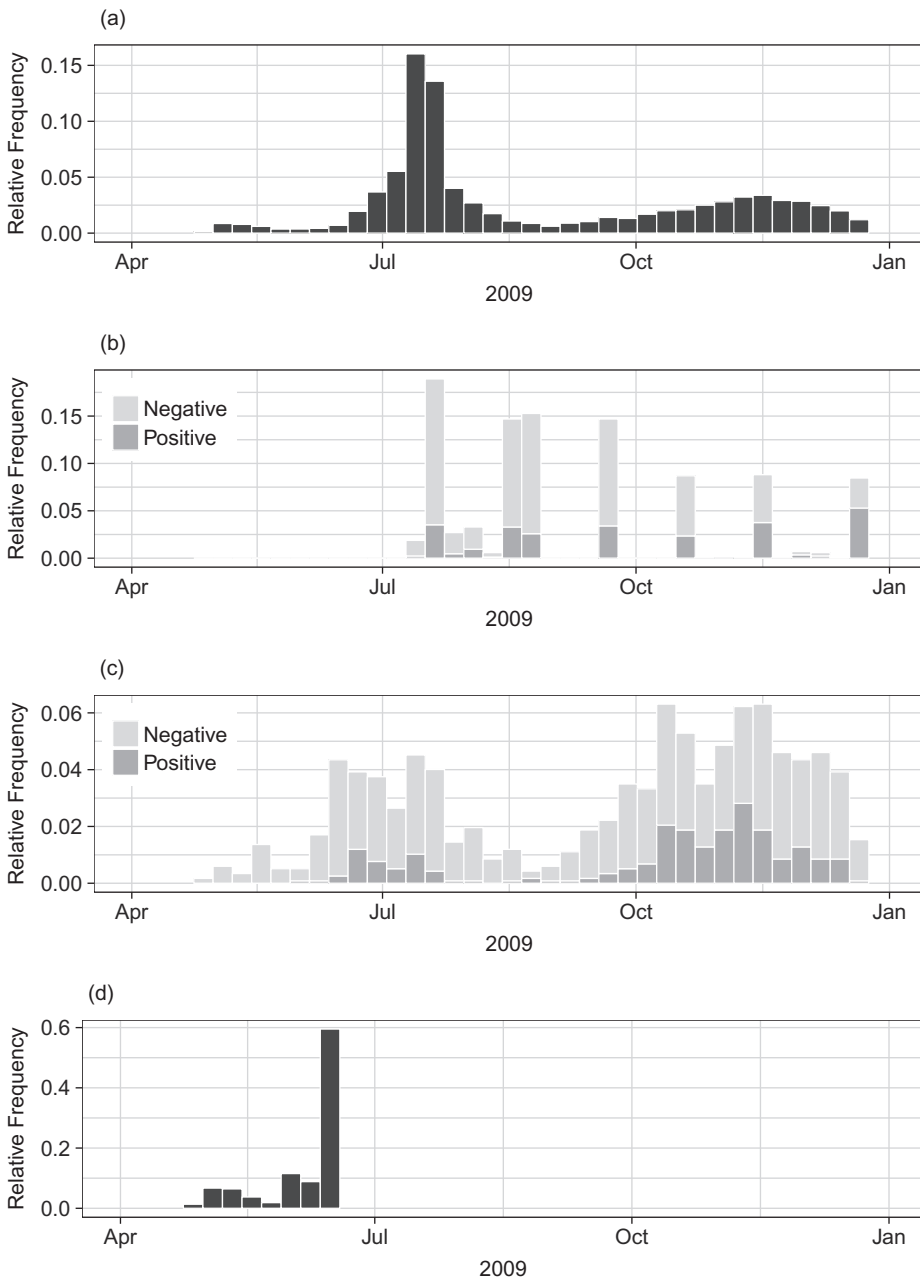 (a)
Relative Frequency
0.15
0.10
0.05
0.00
Apr Jul Oct Jan
2009
(b)
Relative Frequency
0.15
0.10
0.05
0.00
Negative
Positive
Apr Jul Oct Jan
2009
(c)
Relative Frequency
0.06
0.04
0.02
0.00
Negative
Positive
Apr Jul Oct Jan
2009
(d)
Relative Frequency
0.6
0.4
0.2
0.0
Apr Jul Oct Jan
2009